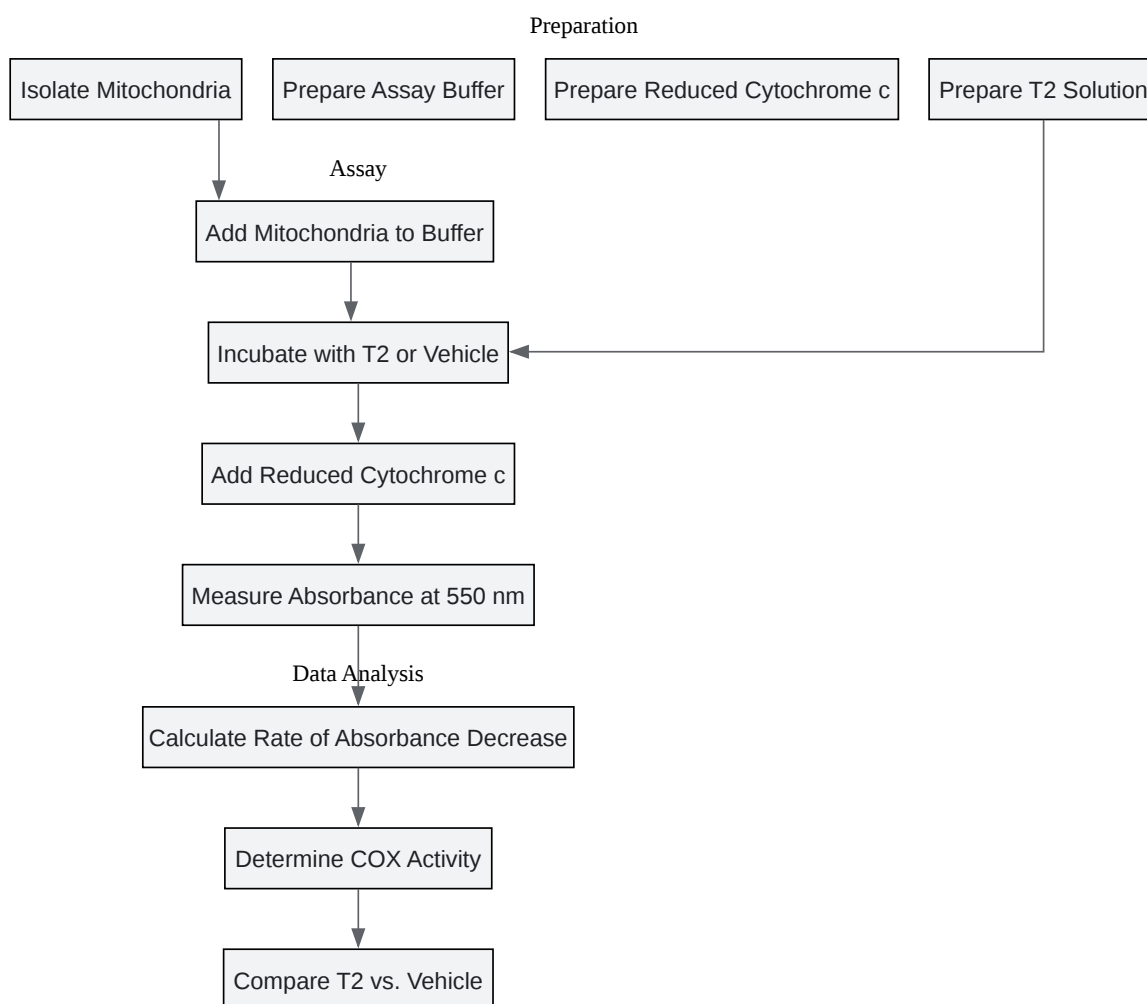 Preparation
Isolate Mitochondria
Prepare Assay Buffer
Prepare Reduced Cytochrome c
Prepare T2 Solution
Assay
Add Mitochondria to Buffer
Incubate with T2 or Vehicle
Add Reduced Cytochrome c
Measure Absorbance at 550 nm
Data Analysis
Calculate Rate of Absorbance Decrease
Determine COX Activity
Compare T2 vs. Vehicle